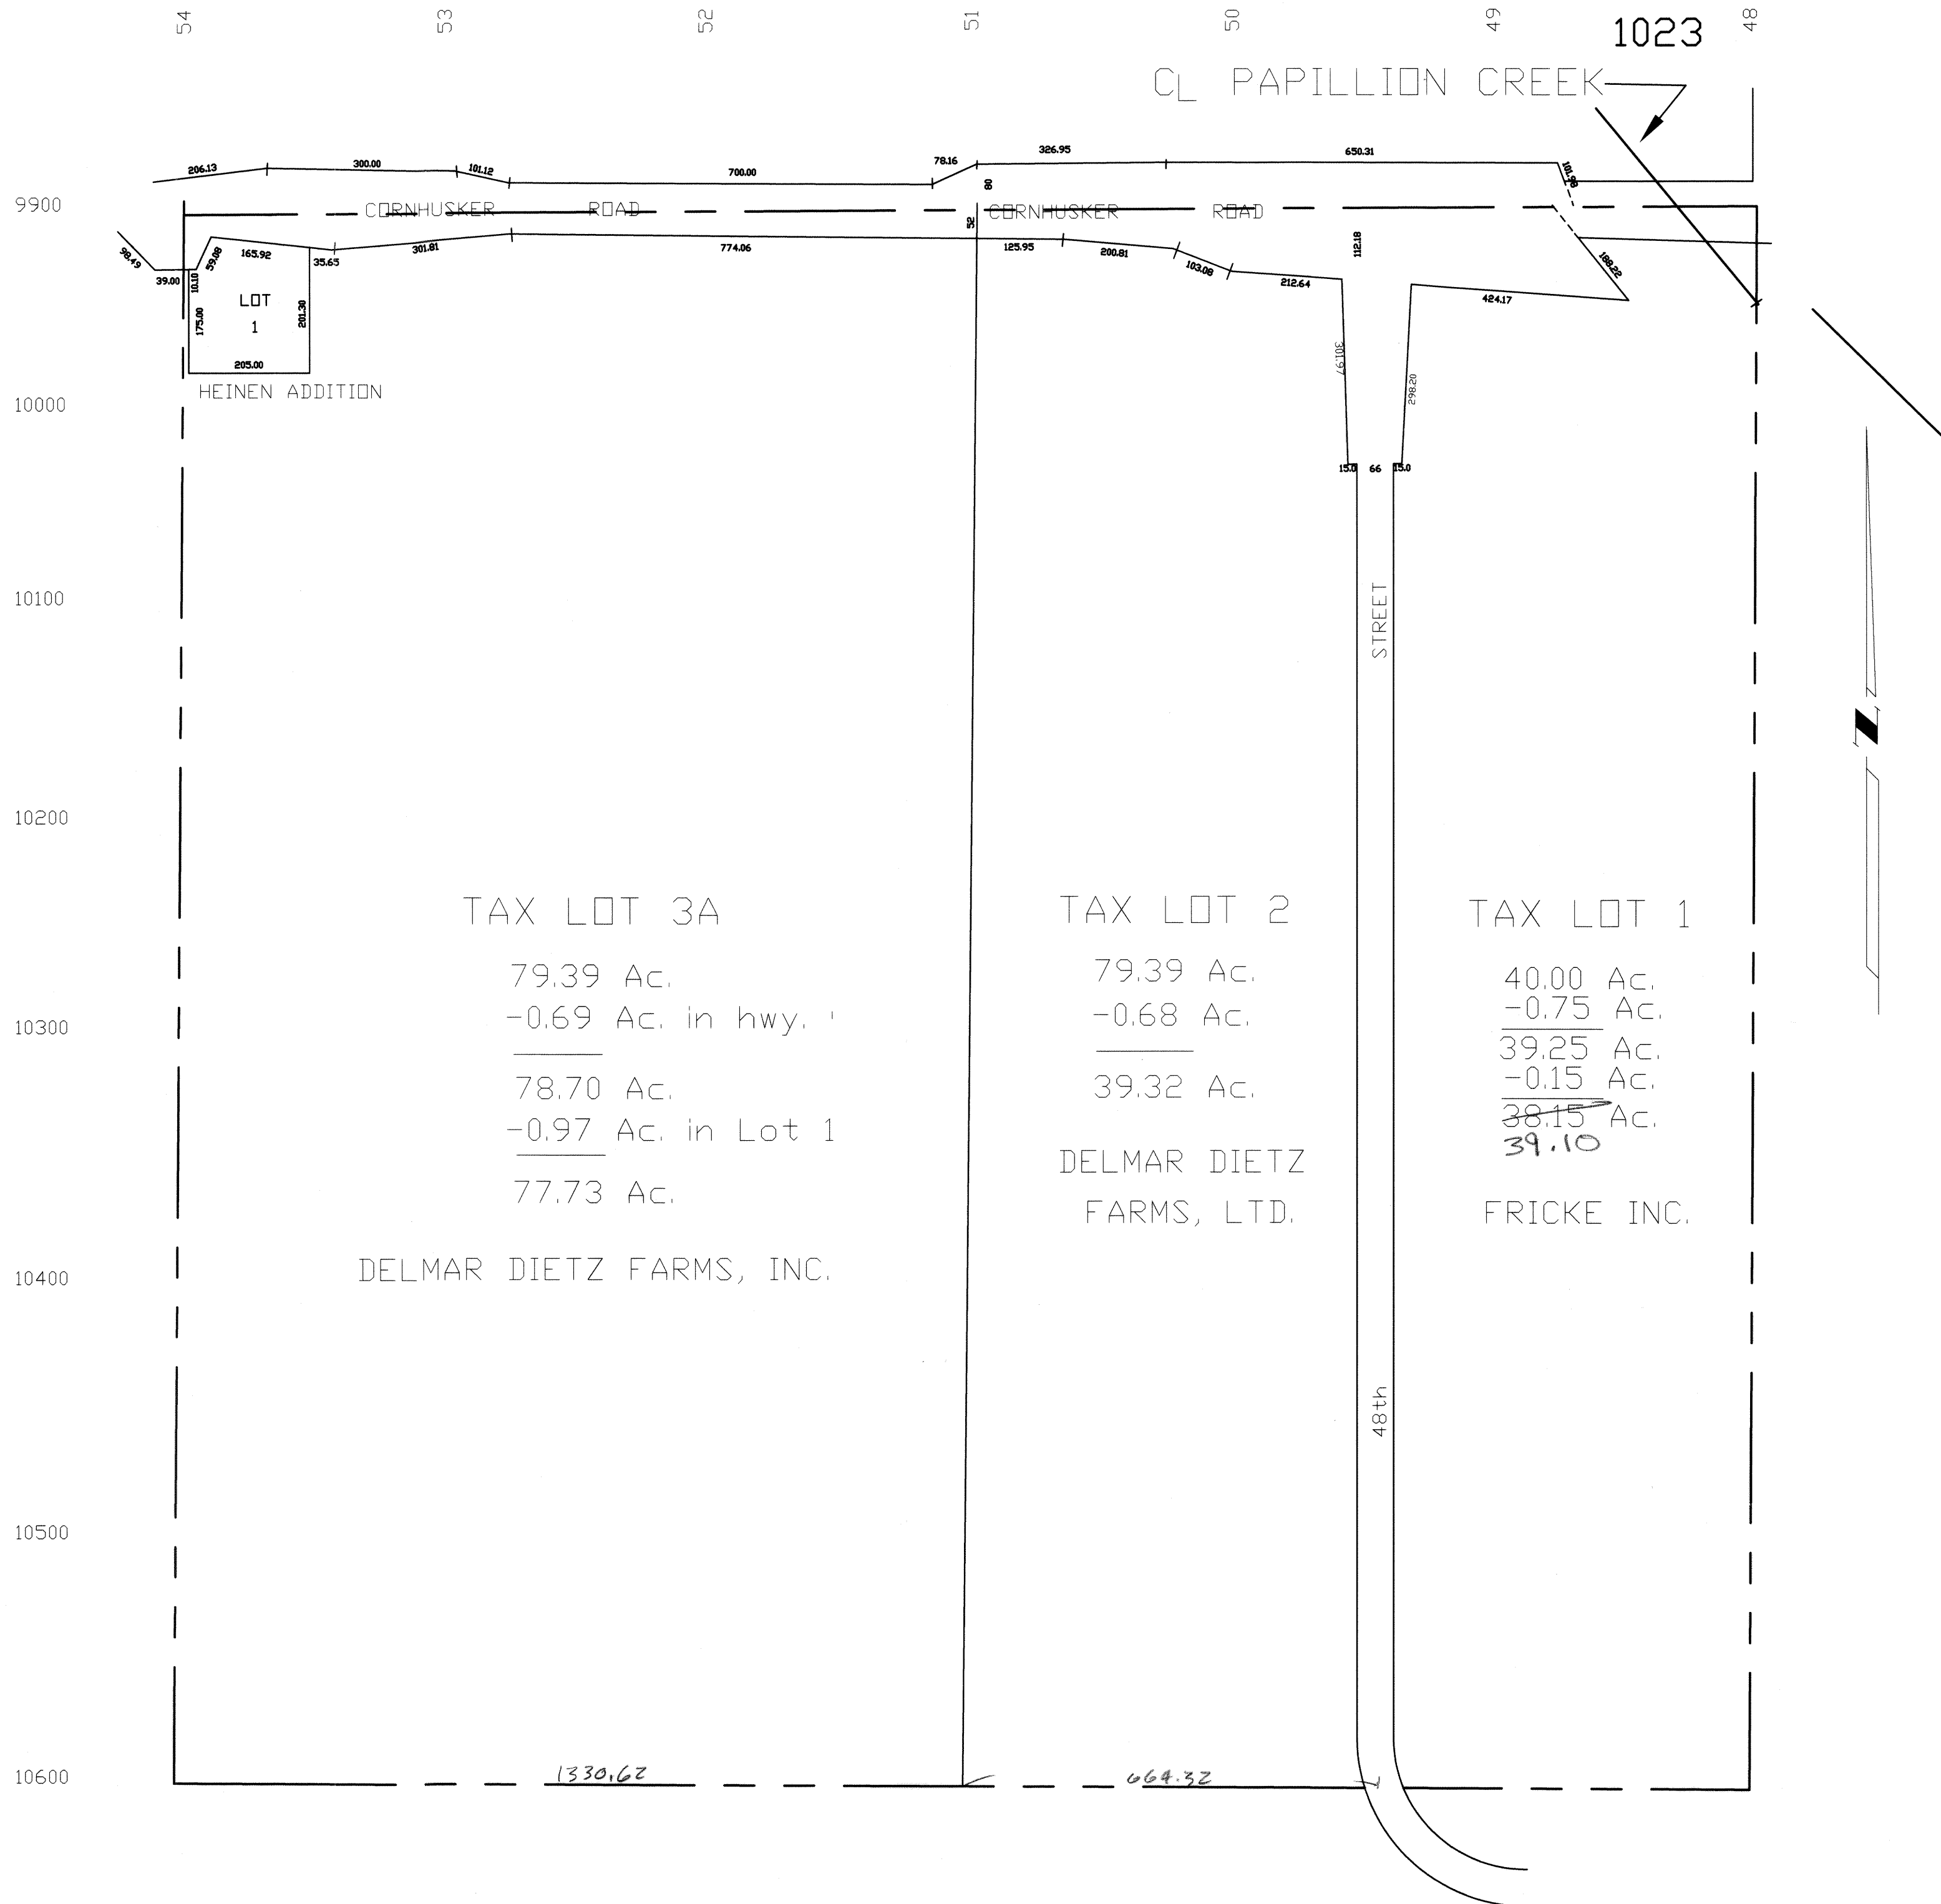 54
53
52
51
50
49
48
1023
CL PAPILLION CREEK
206.13
300.00
101.12
700.00
78.16
326.95
650.31
101.98
80
9900
CORNHUSKER ROAD
CORNHUSKER ROAD
52
98.49
39.00
10.10
59.08
165.92
35.65
301.81
774.06
125.95
200.81
103.08
212.64
112.18
188.22
424.17
LOT
1
175.00
201.30
205.00
301.97
298.20
HEINEN ADDITION
10000
15.0
66
15.0
10100
STREET
N
10200
TAX LOT 3A
79.39 Ac.
-0.69 Ac. in hwy.
78.70 Ac.
-0.97 Ac. in Lot 1
77.73 Ac.
DELMAR DIETZ FARMS, INC.
TAX LOT 2
79.39 Ac.
-0.68 Ac.
39.32 Ac.
DELMAR DIETZ
FARMS, LTD.
TAX LOT 1
40.00 Ac.
-0.75 Ac.
39.25 Ac.
-0.15 Ac.
38.15 Ac.
39.10
FRICKE INC.
10300
10400
48th
10500
10600
1330.62
664.32